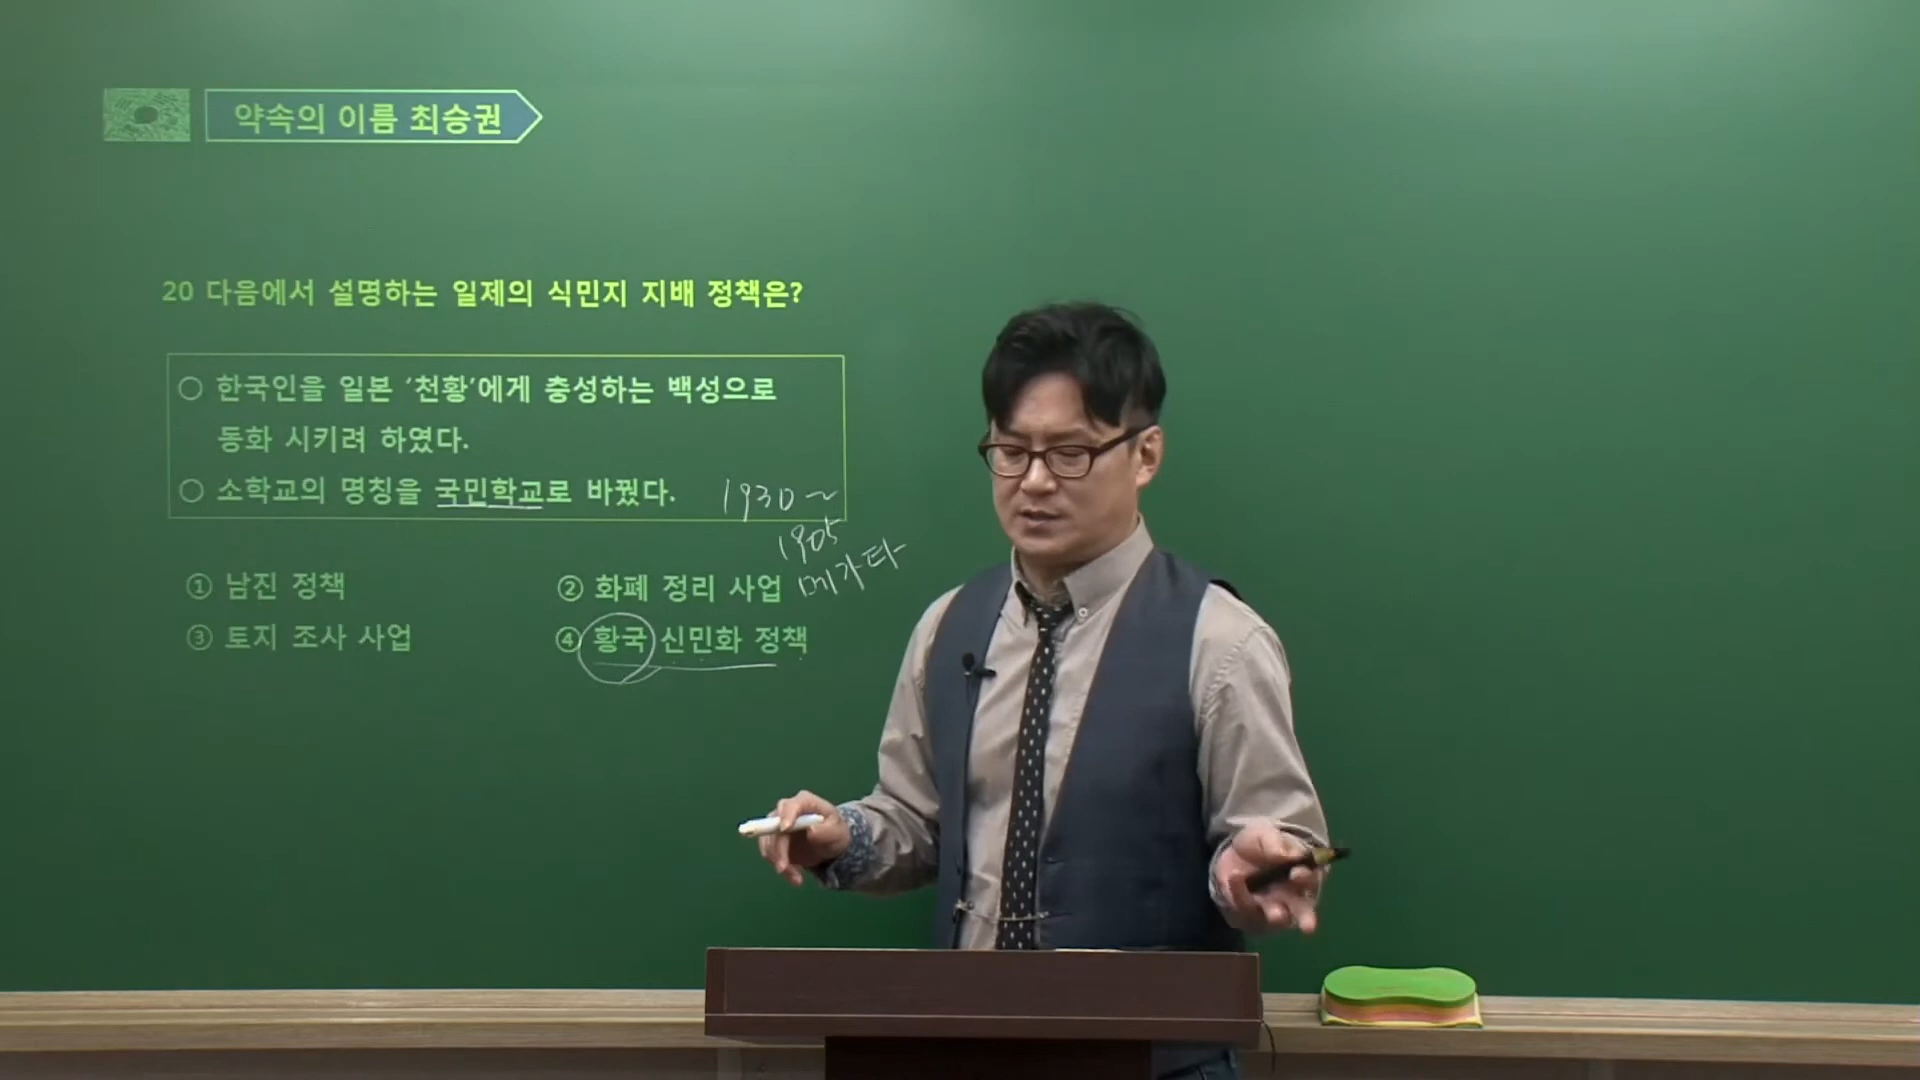 약속의 이름 최승권
20 다음에서 설명하는 일제의 식민지 지배 정책은?
○ 한국인을 일본 ‘천황’에게 충성하는 백성으로
동화 시키려 하였다.
○ 소학교의 명칭을 국민학교로 바꿨다. 1930~
1905
① 남진 정책 ② 화폐 정리 사업 메가타
③ 토지 조사 사업 ④ 황국 신민화 정책